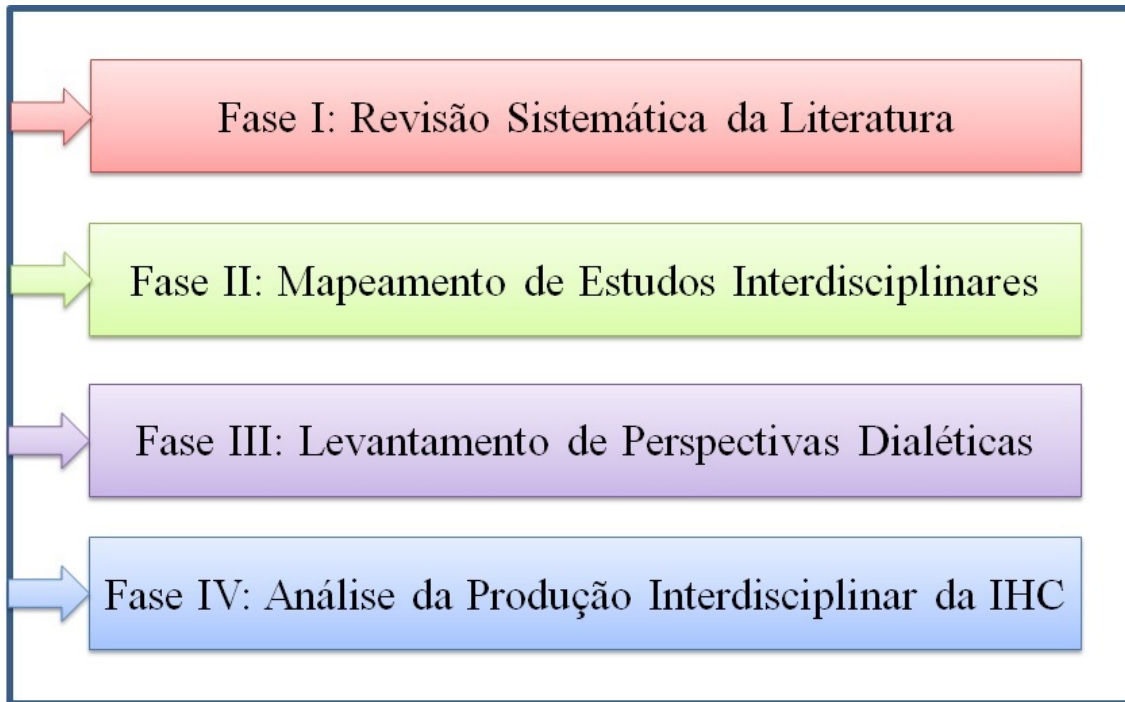 Fase I: Revisão Sistemática da Literatura
Fase II: Mapeamento de Estudos Interdisciplinares
Fase III: Levantamento de Perspectivas Dialéticas
Fase IV: Análise da Produção Interdisciplinar da IHC